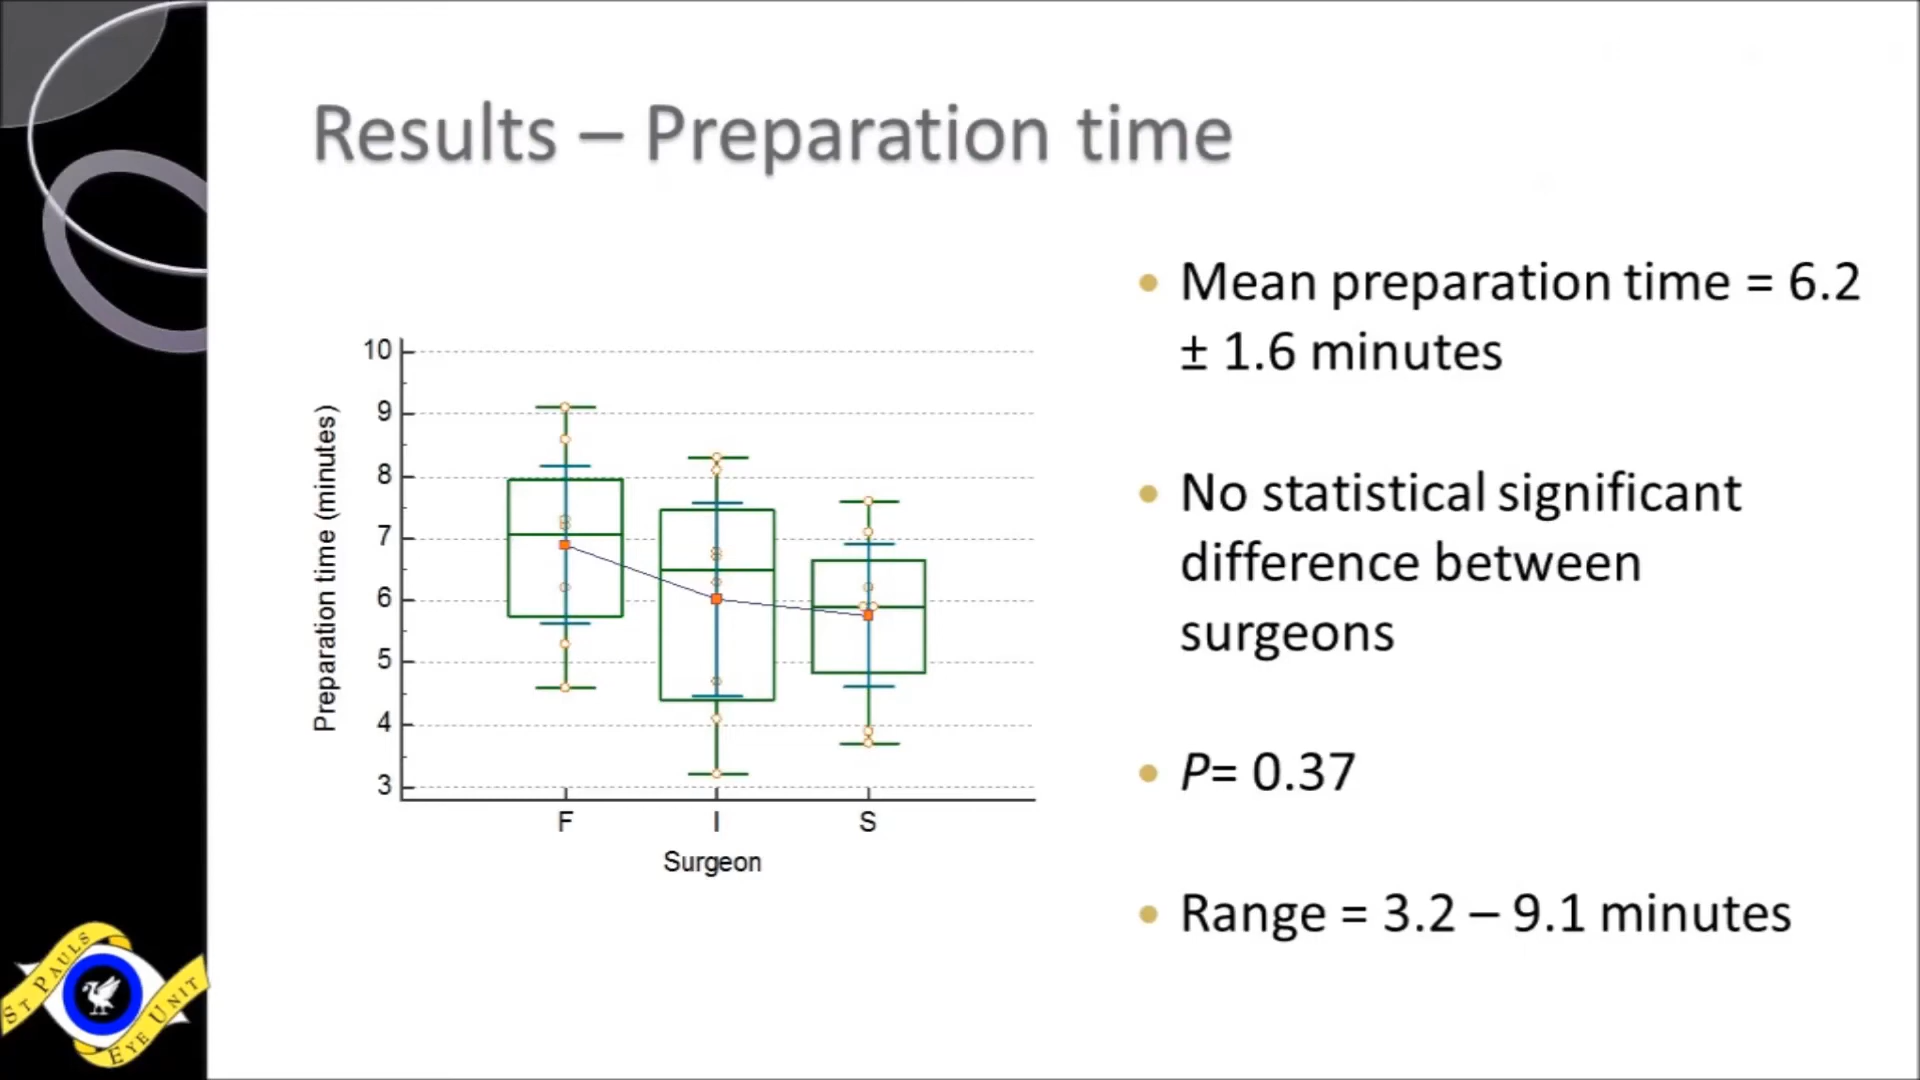 Results – Preparation time
Mean preparation time = 6.2
± 1.6 minutes
No statistical significant
difference between
surgeons
P= 0.37
Range = 3.2 – 9.1 minutes
Preparation time (minutes)
10
9
8
7
6
5
4
3
F I S
Surgeon
ST PAULS
EYE UNIT